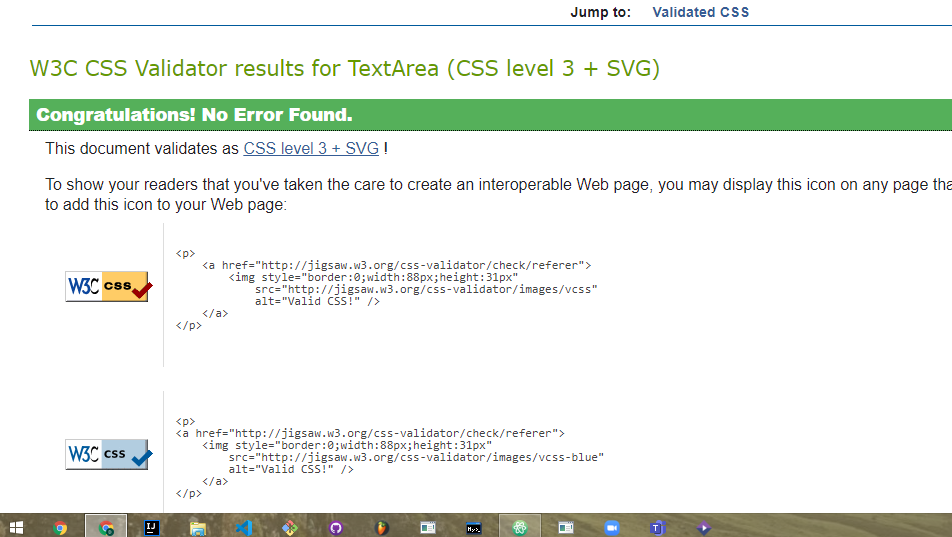 Jump to: Validated CSS
W3C CSS Validator results for TextArea (CSS level 3 + SVG)
Congratulations! No Error Found.
This document validates as CSS level 3 + SVG !
To show your readers that you've taken the care to create an interoperable Web page, you may display this icon on any page tha
to add this icon to your Web page:
W3C css
<p>
<a href="http://jigsaw.w3.org/css-validator/check/referer">
<img style="border:0;width:88px;height:31px"
src="http://jigsaw.w3.org/css-validator/images/vcss"
alt="Valid CSS!" />
</a>
</p>
W3C css
<p>
<a href="http://jigsaw.w3.org/css-validator/check/referer">
<img style="border:0;width:88px;height:31px"
src="http://jigsaw.w3.org/css-validator/images/vcss-blue"
alt="Valid CSS!" />
</a>
</p>
IJ